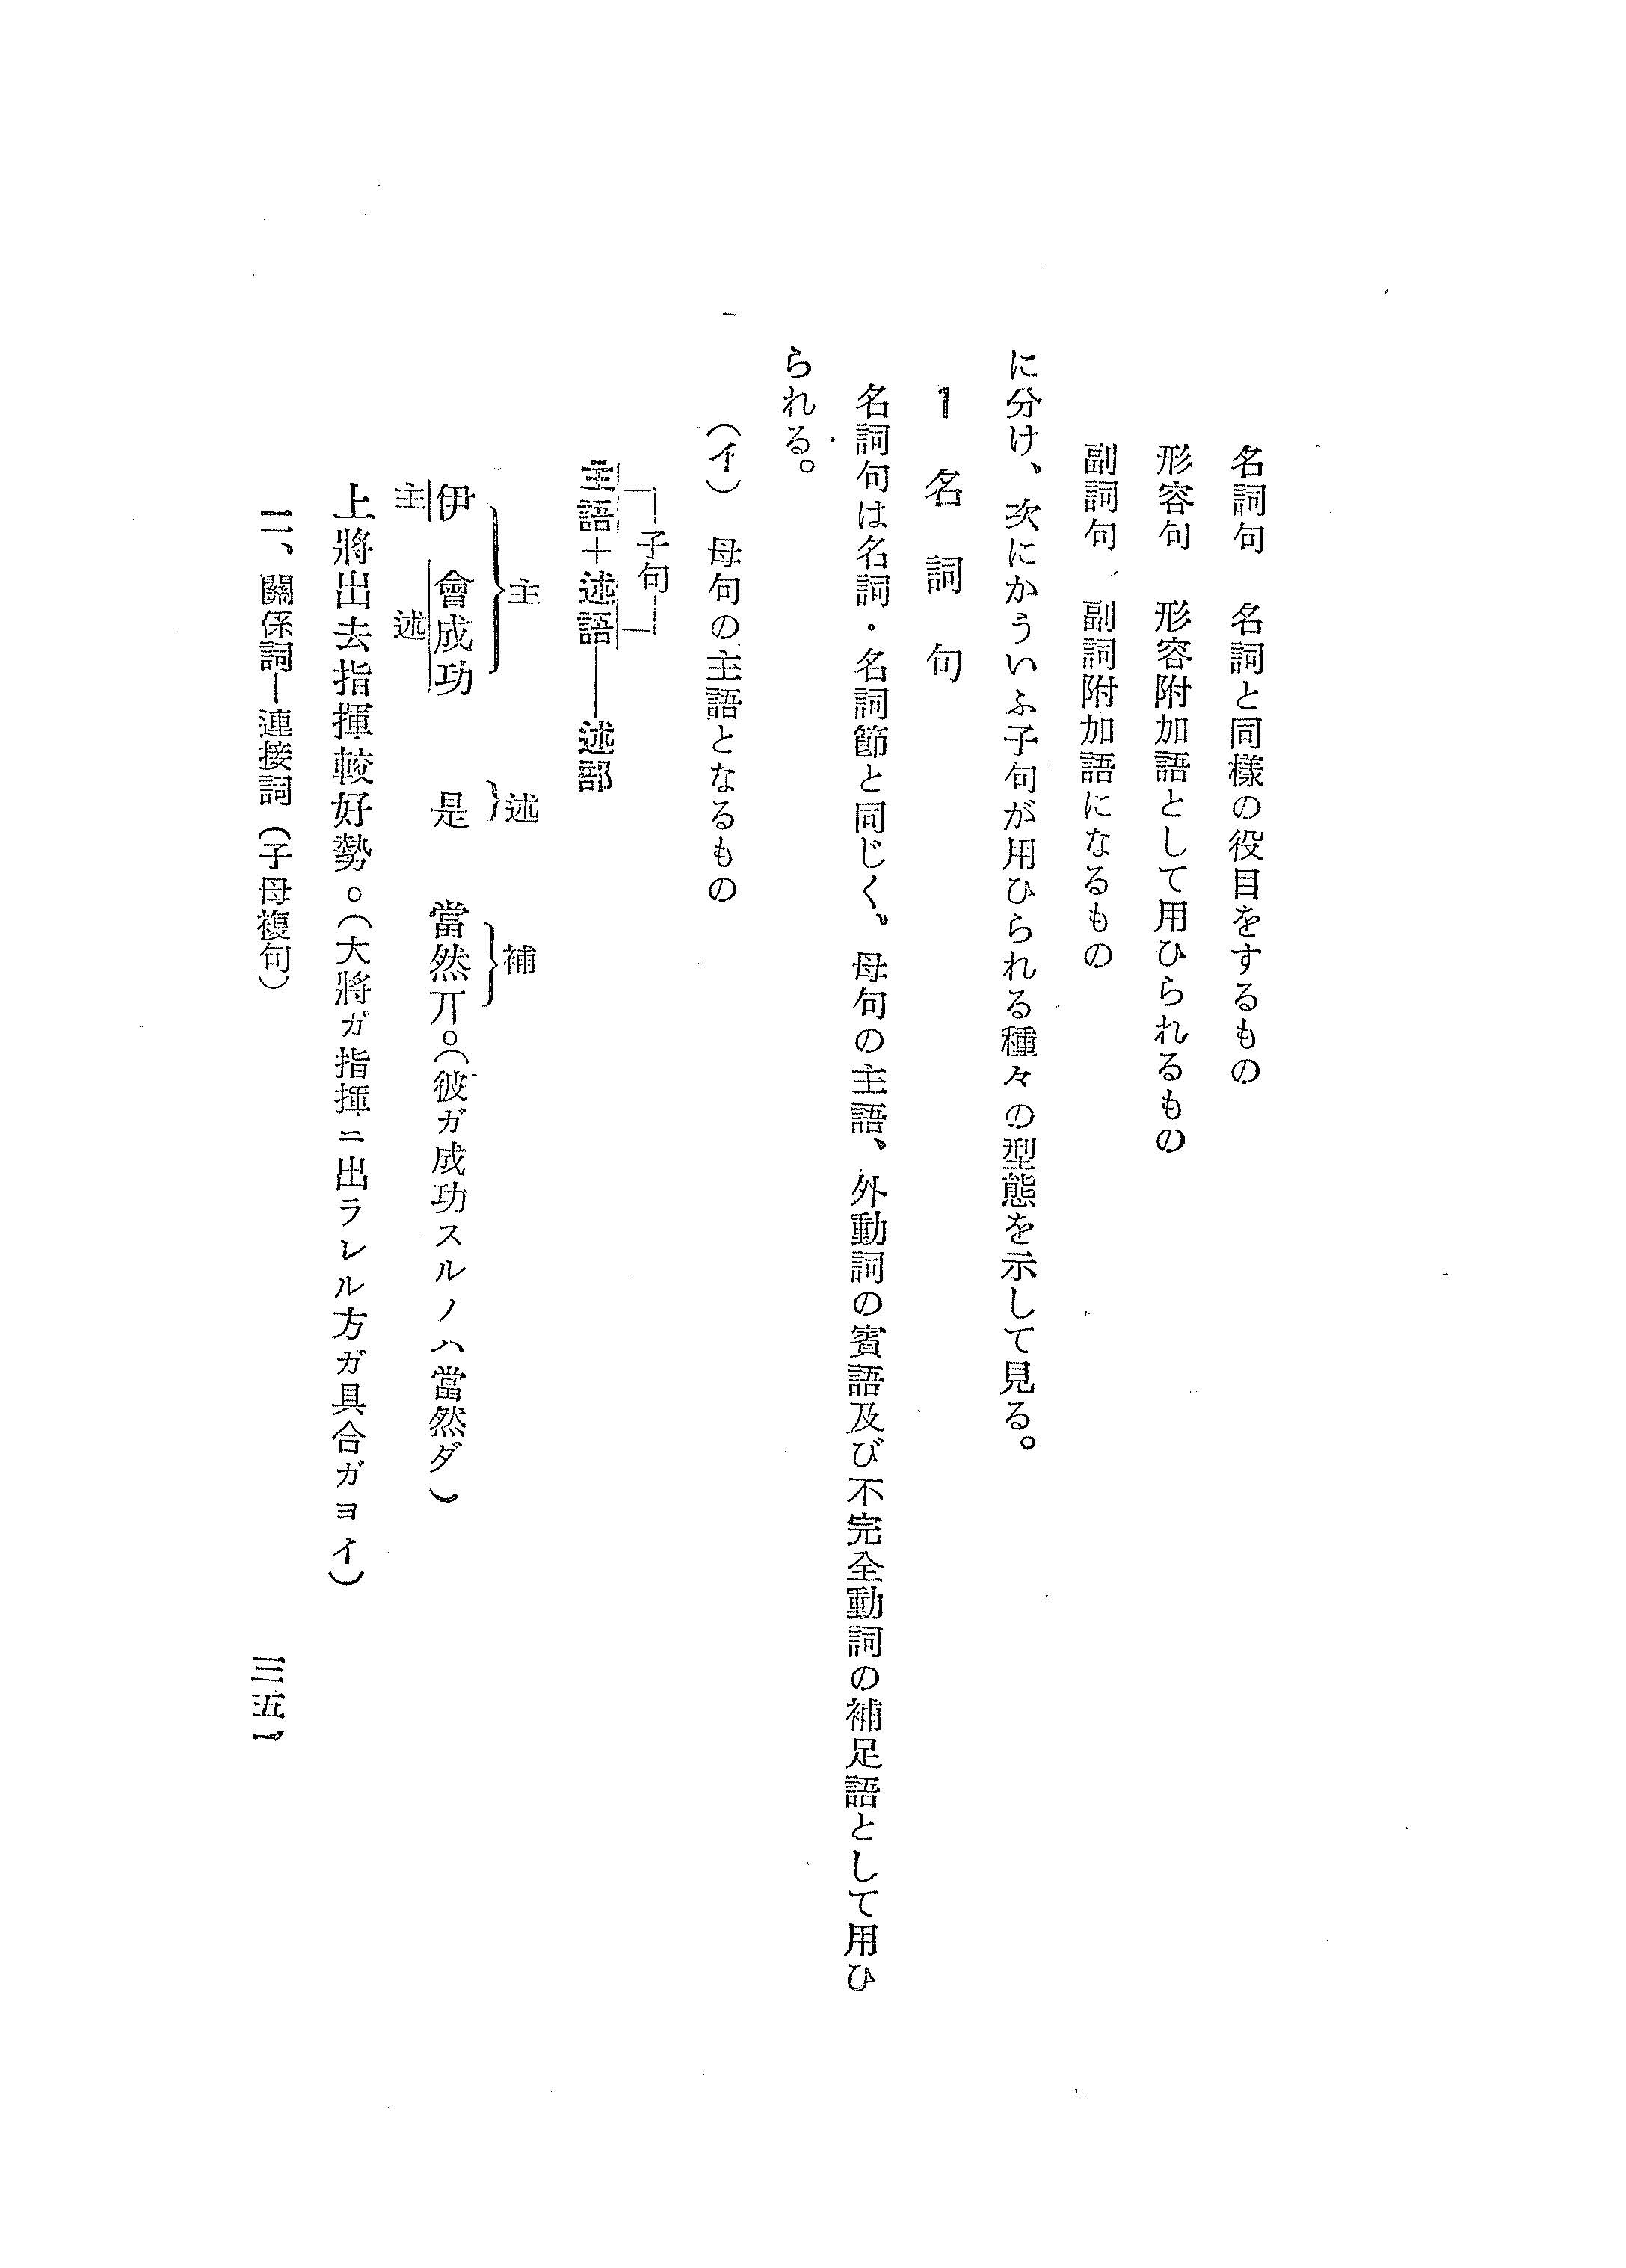 名詞句　名詞と同樣の役目をするもの
形容句　形容附加語として用ひられるもの
副詞句　副詞附加語になるもの
に分け、次にかういふ子句が用ひられる種々の型態を示して見る。
1　名　詞　句
名詞句は名詞・名詞節と同じく、母句の主語、外動詞の賓語及び不完全動詞の補足語として用ひ
られる。
（イ）　母句の主語となるもの
子句
主語＋述語——述部
主　述　補
伊　會成功　是　當然丌。（彼ガ成功スルノハ當然ダ）
主　述
上將出去指揮較好勢。（大將ガ指揮ニ出ラレル方ガ具合ガヨイ）
二、關係詞―連接詞（子母複句）
三五一